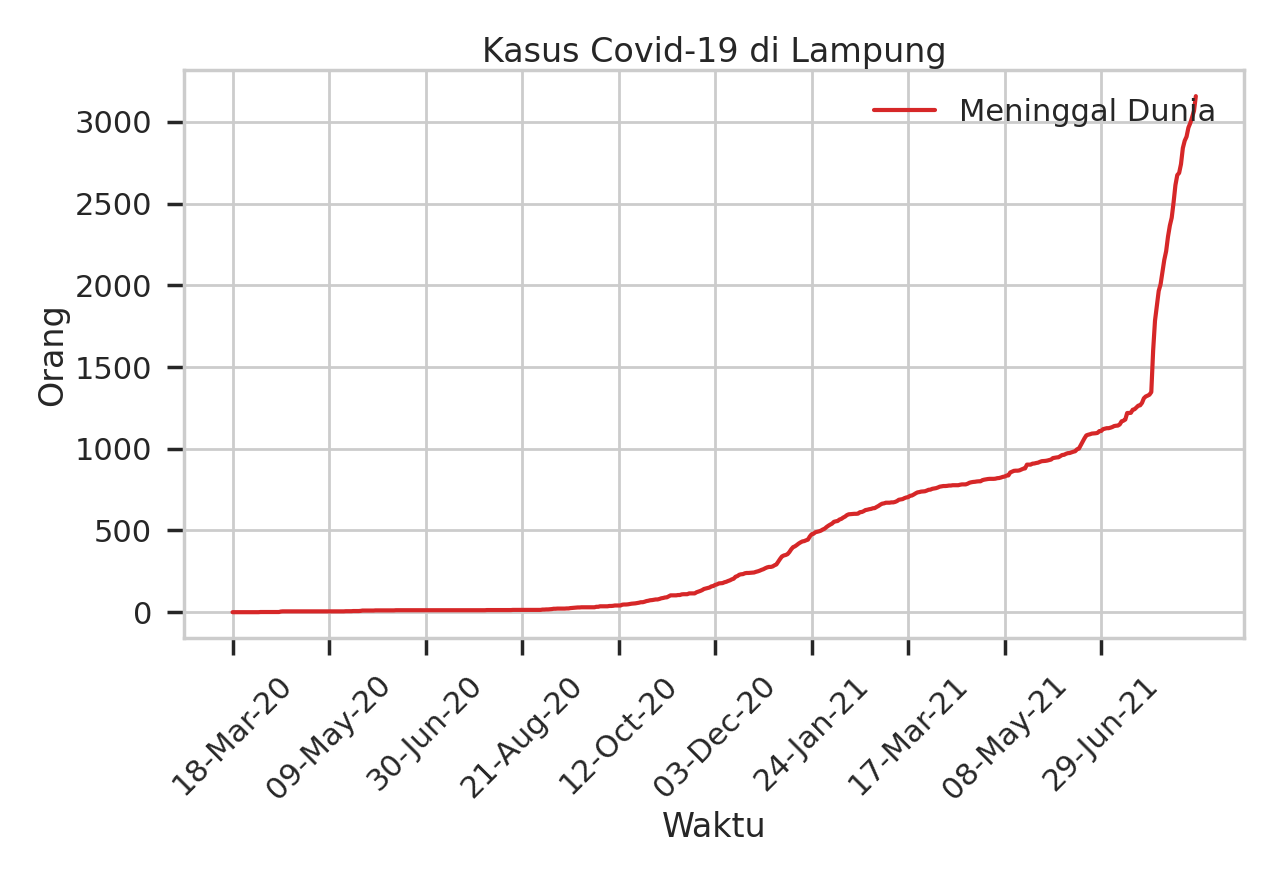 Kasus Covid-19 di Lampung
Meninggal Dunia
3000
2500
2000
1500
1000
500
0
Orang
18-Mar-20
09-May-20
30-Jun-20
21-Aug-20
12-Oct-20
03-Dec-20
24-Jan-21
17-Mar-21
08-May-21
29-Jun-21
Waktu